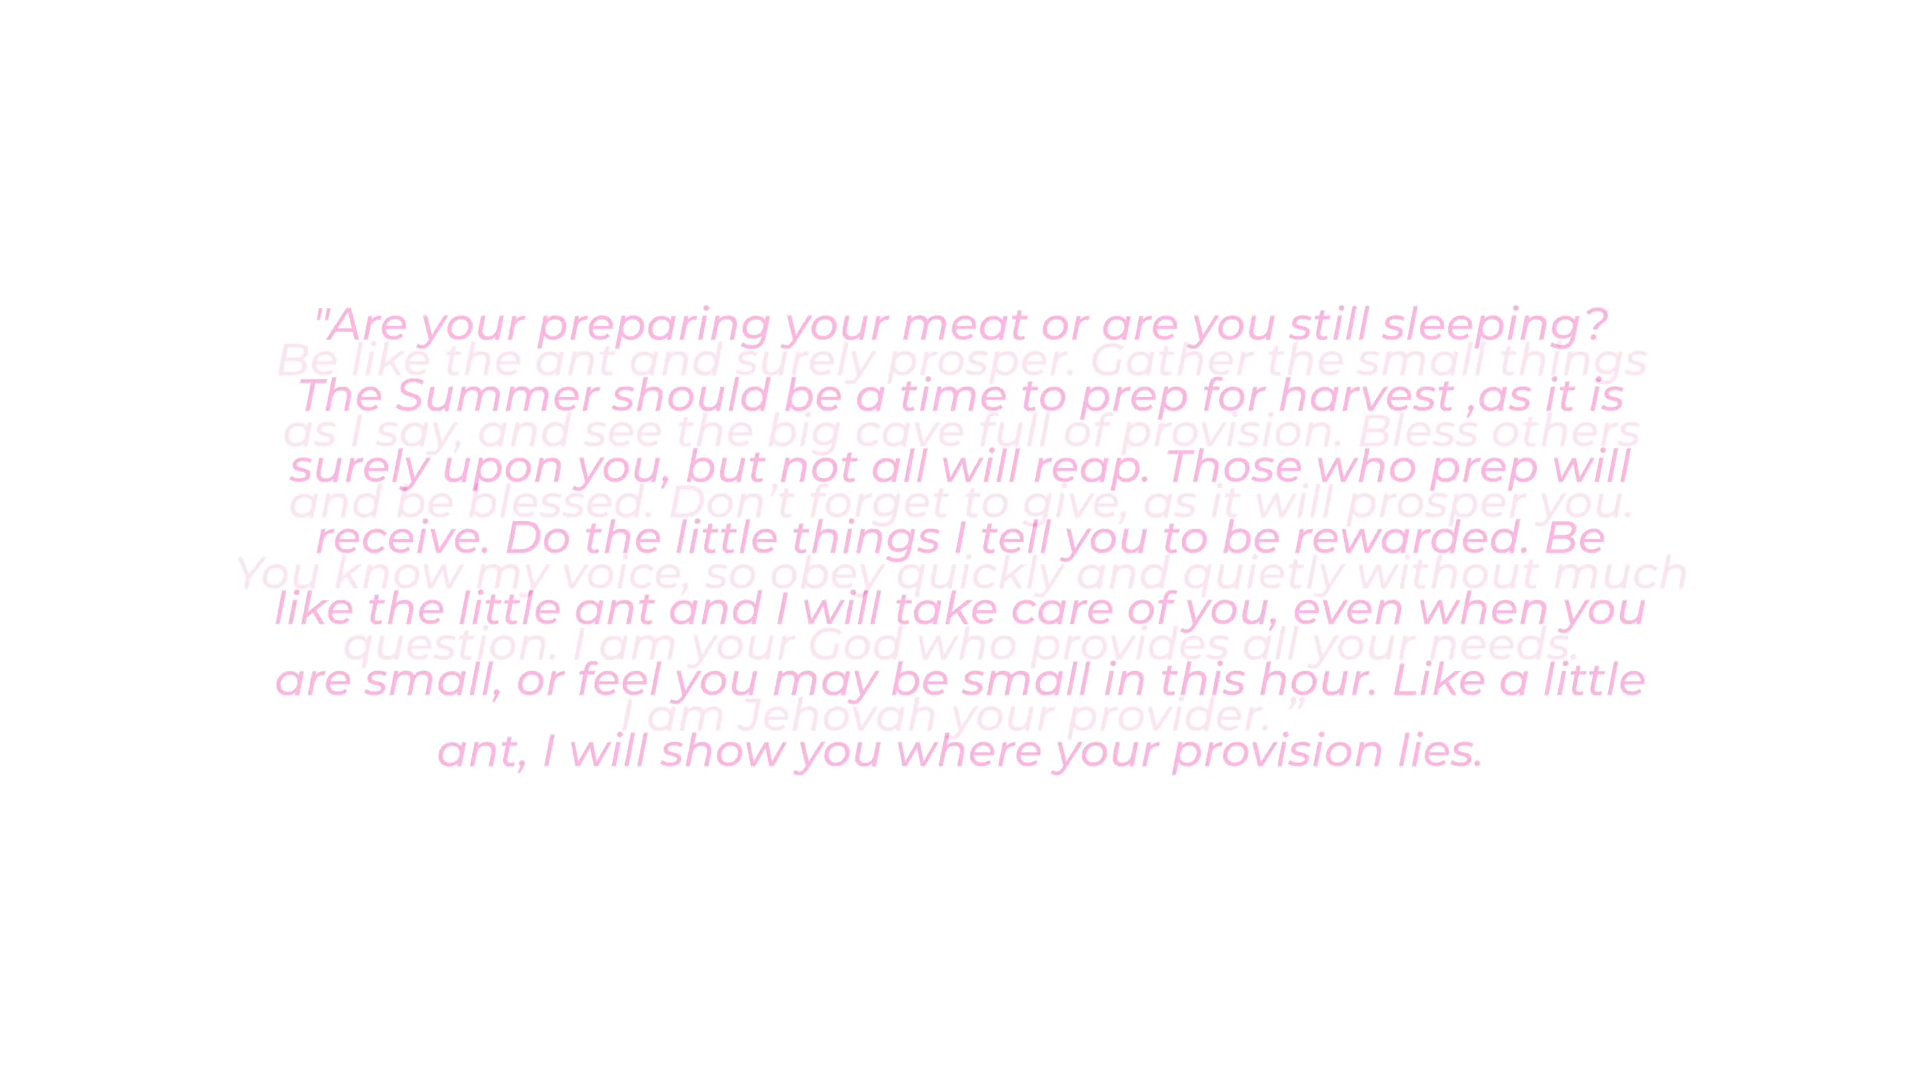 "Are your preparing your meat or are you still sleeping?
The Summer should be a time to prep for harvest ,as it is
surely upon you, but not all will reap. Those who prep will
receive. Do the little things I tell you to be rewarded. Be
like the little ant and I will take care of you, even when you
are small, or feel you may be small in this hour. Like a little
ant, I will show you where your provision lies.
Be like the ant and surely prosper. Gather the small things
as I say, and see the big cave full of provision. Bless others
and be blessed. Don’t forget to give, as it will prosper you.
You know my voice, so obey quickly and quietly without much
question. I am your God who provides all your needs.
I am Jehovah your provider. ”